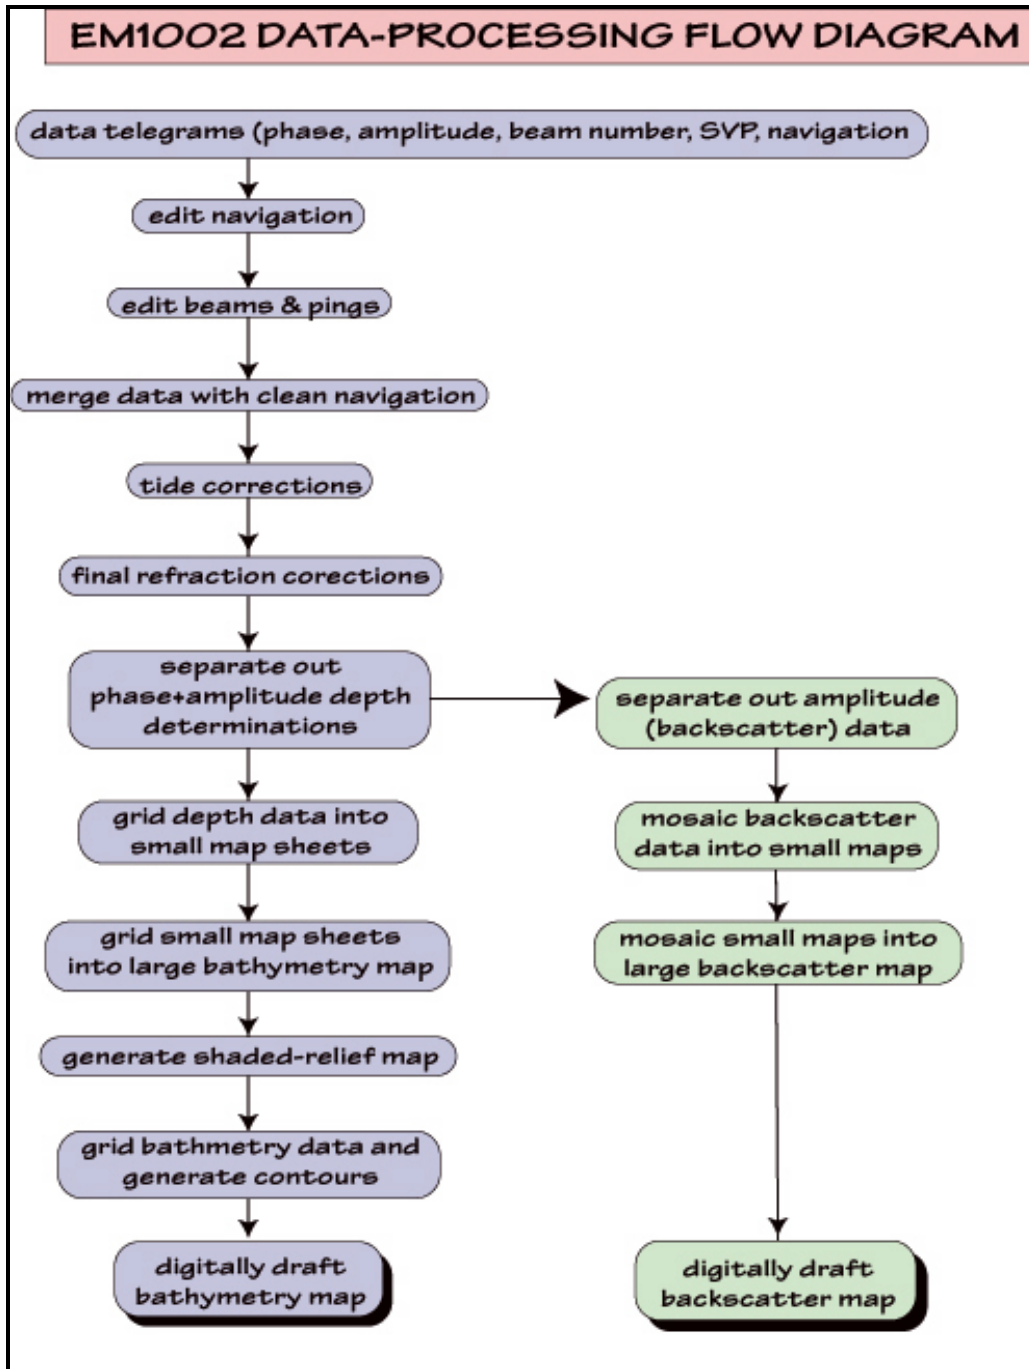 EM1002 DATA-PROCESSING FLOW DIAGRAM
data telegrams (phase, amplitude, beam number, SVP, navigation
edit navigation
edit beams & pings
merge data with clean navigation
tide corrections
final refraction corections
separate out
phase+amplitude depth
determinations
grid depth data into
small map sheets
grid small map sheets
into large bathymetry map
generate shaded-relief map
grid bathmetry data and
generate contours
digitally draft
bathymetry map
separate out amplitude
(backscatter) data
mosaic backscatter
data into small maps
mosaic small maps into
large backscatter map
digitally draft
backscatter map